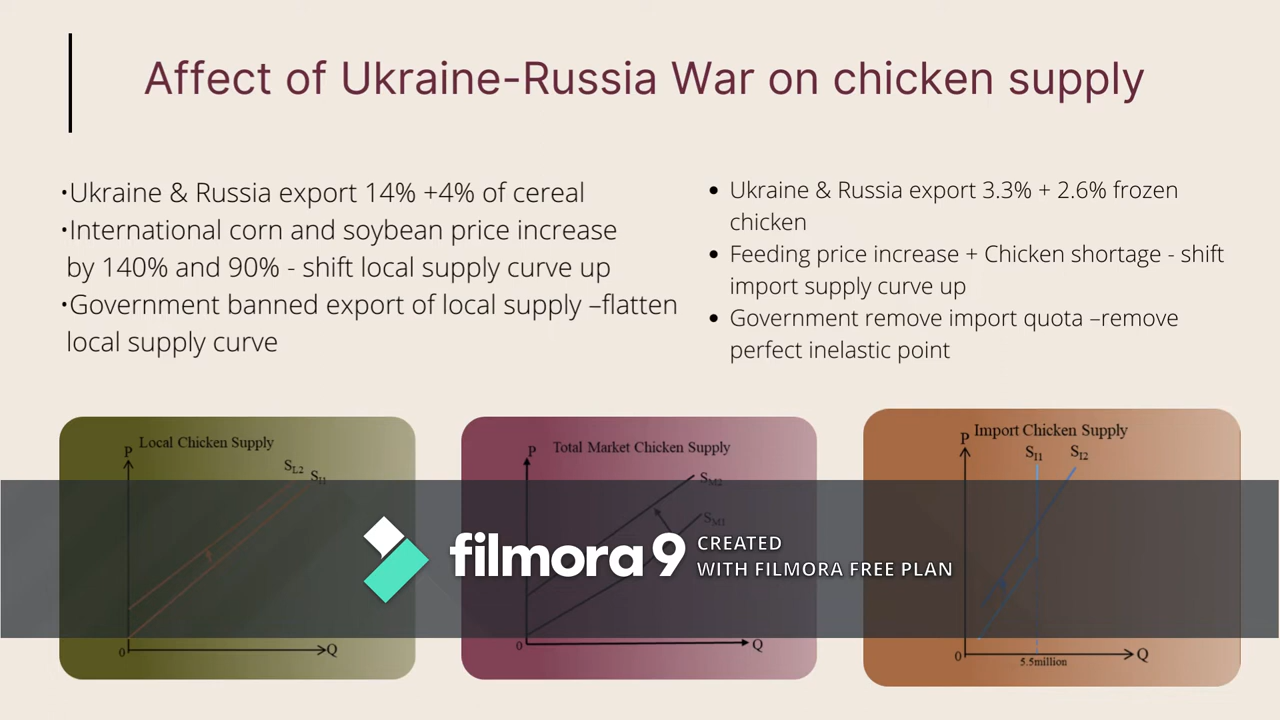 Affect of Ukraine-Russia War on chicken supply
•Ukraine & Russia export 14% +4% of cereal
•International corn and soybean price increase
by 140% and 90% - shift local supply curve up
•Government banned export of local supply –flatten
local supply curve
• Ukraine & Russia export 3.3% + 2.6% frozen
chicken
• Feeding price increase + Chicken shortage - shift
import supply curve up
• Government remove import quota –remove
perfect inelastic point
Local Chicken Supply
P
SL2
SI1
0
Q
Total Market Chicken Supply
P
SM2
SM1
0
Q
Import Chicken Supply
P
SI1
SI2
0
5.5million
Q
filmora9
CREATED
WITH FILMORA FREE PLAN